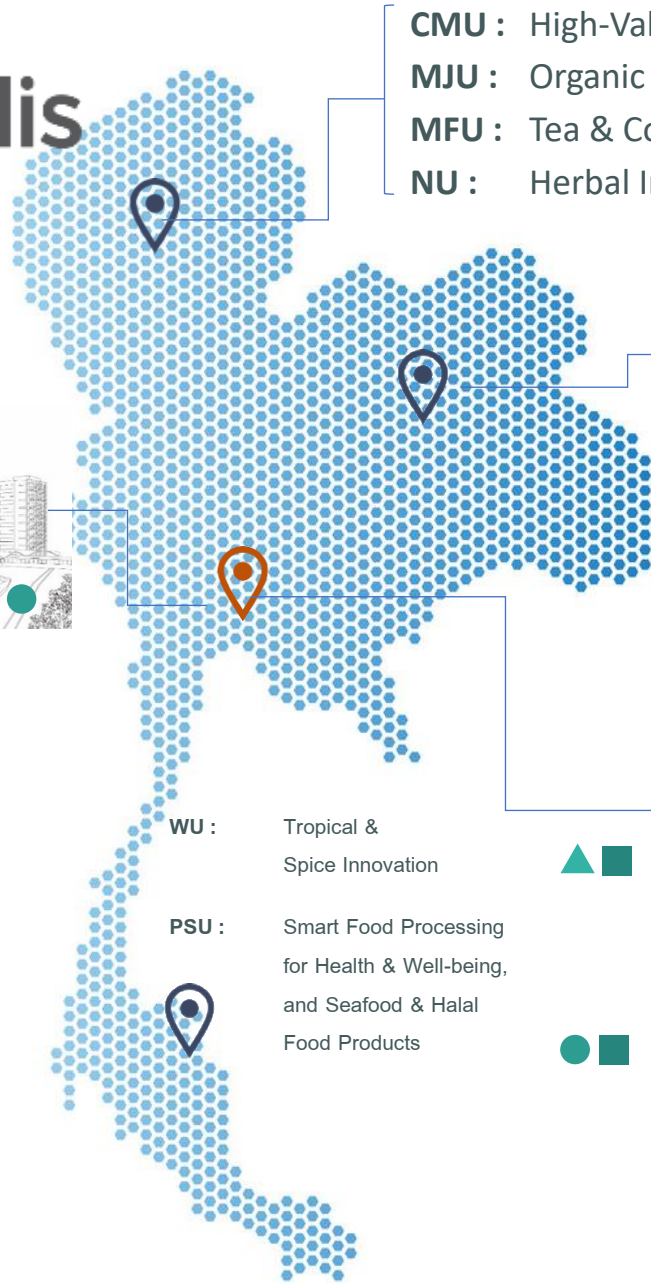 CMU : High-Val
MJU : Organic
MFU : Tea & Co
NU : Herbal I
lis
WU : Tropical &
Spice Innovation
PSU : Smart Food Processing
for Health & Well-being,
and Seafood & Halal
Food Products